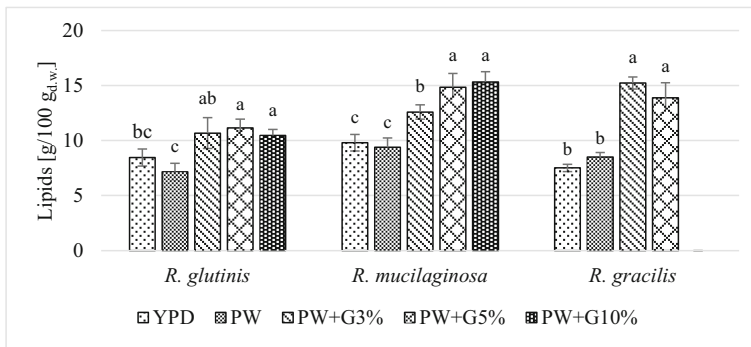 20
15
10
5
0
Lipids [g/100 g d.w.]
bc c ab a a
c c b a a
b b a a
R. glutinis R. mucilaginosa R. gracilis
YPD PW PW+G3% PW+G5% PW+G10%